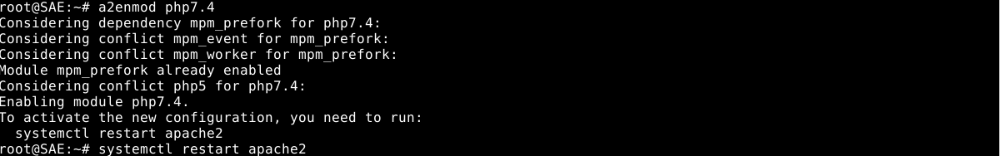 root@SAE:~# a2enmod php7.4
Considering dependency mpm_prefork for php7.4:
Considering conflict mpm_event for mpm_prefork:
Considering conflict mpm_worker for mpm_prefork:
Module mpm_prefork already enabled
Considering conflict php5 for php7.4:
Enabling module php7.4.
To activate the new configuration, you need to run:
  systemctl restart apache2
root@SAE:~# systemctl restart apache2